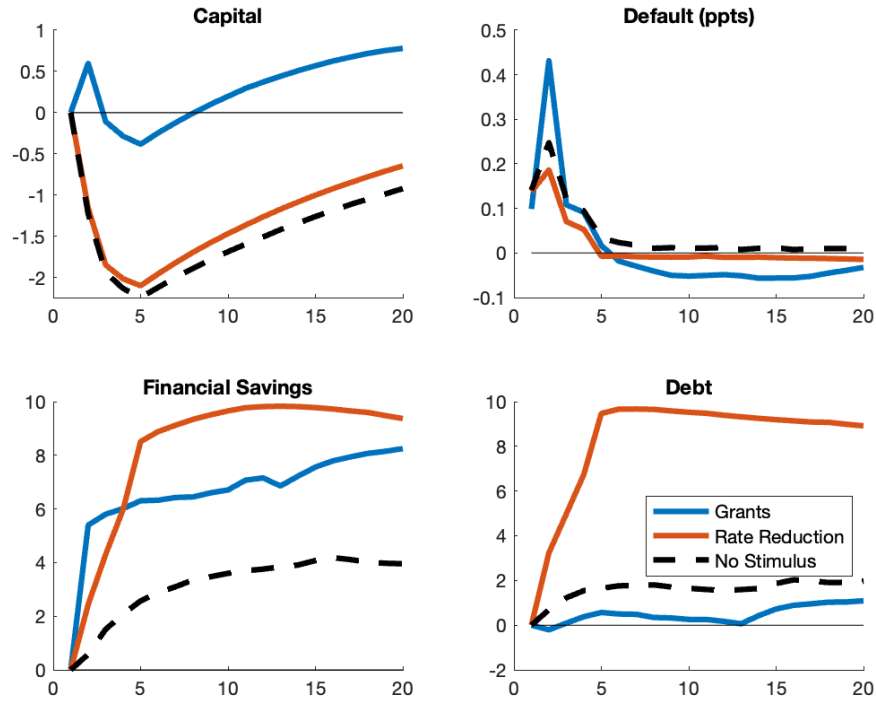 Capital
1
0.5
0
-0.5
-1
-1.5
-2
0 5 10 15 20
Default (ppts)
0.5
0.4
0.3
0.2
0.1
0
-0.1
0 5 10 15 20
Financial Savings
10
8
6
4
2
0
0 5 10 15 20
Debt
10
8
6
4
2
0
-2
0 5 10 15 20
Grants
Rate Reduction
No Stimulus